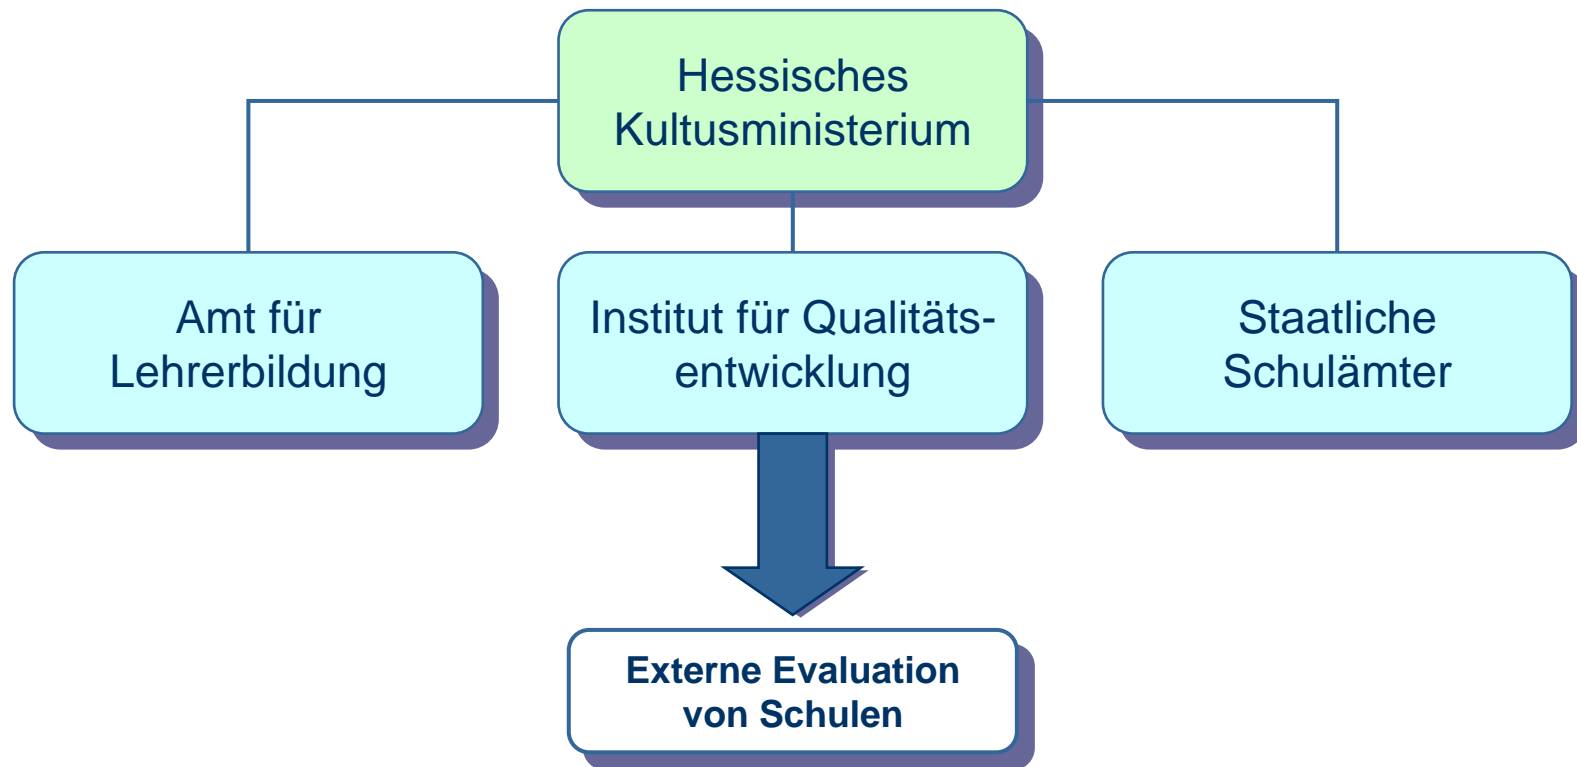 Hessisches
Kultusministerium
Amt für
Lehrerbildung
Institut für Qualitäts-
entwicklung
Staatliche
Schulämter
Externe Evaluation
von Schulen